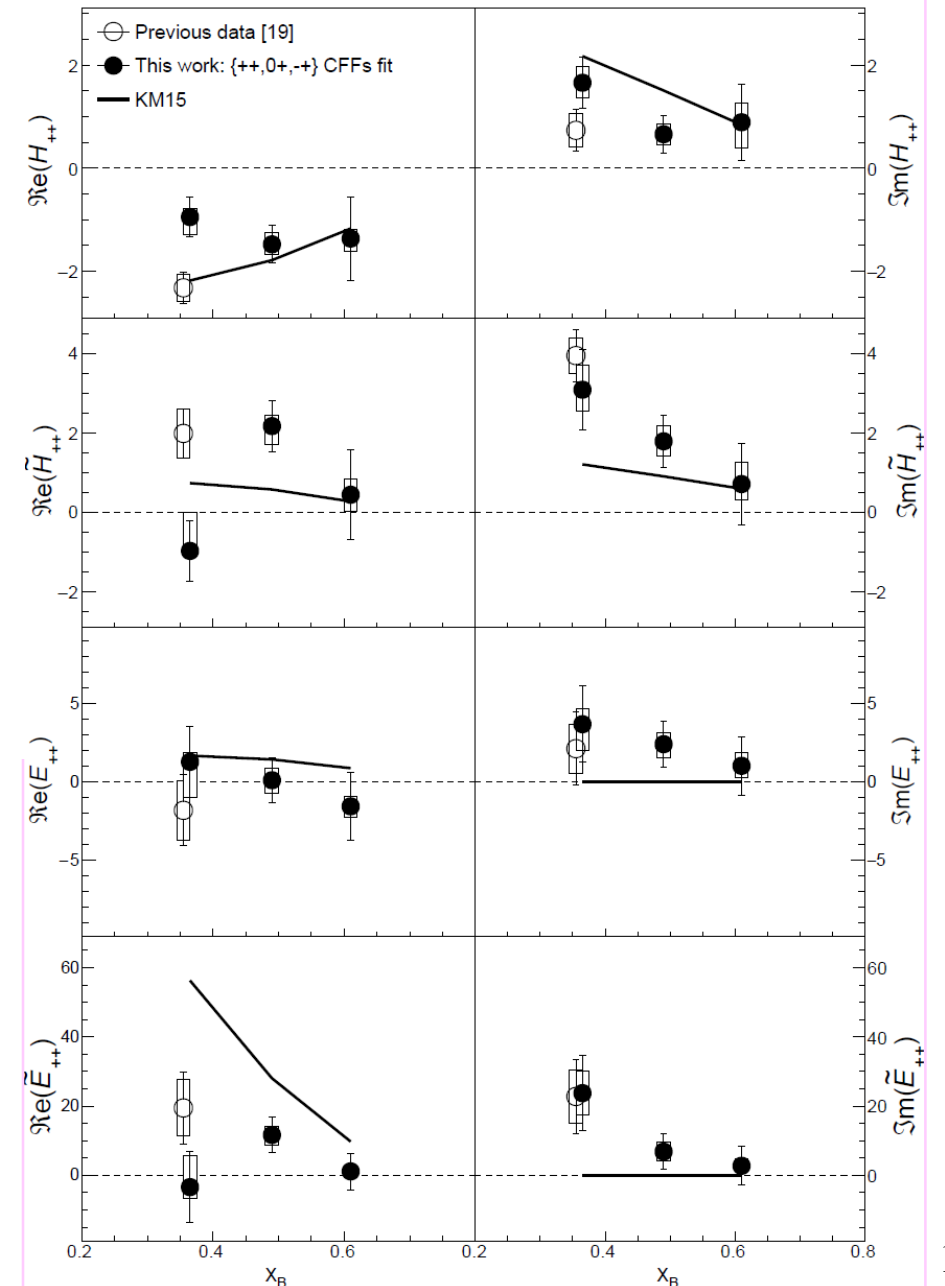 Previous data [19]
This work: {++,0+,-+} CFFs fit
KM15
2
0
−2
ℜe(H++)
2
0
−2
ℑm(H++)
4
2
0
−2
ℜe(H̃++)
4
2
0
−2
ℑm(H̃++)
5
0
−5
ℜe(E++)
5
0
−5
ℑm(E++)
60
40
20
0
ℜe(Ẽ++)
60
40
20
0
ℑm(Ẽ++)
0.2 0.4 0.6 0.2 0.4 0.6 0.8
xB xB